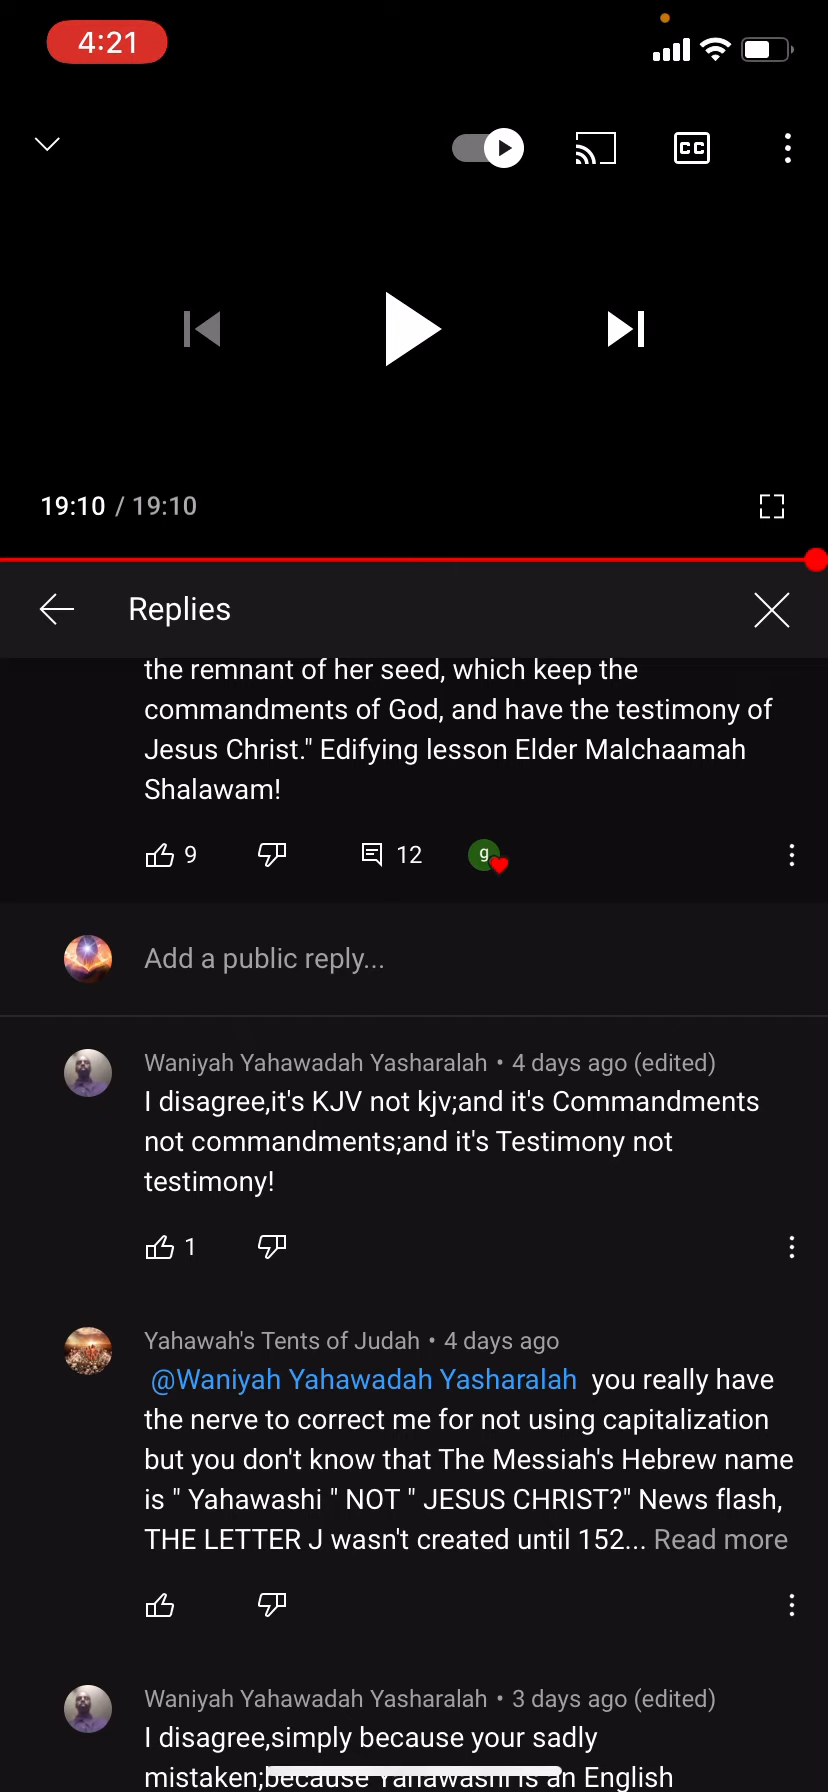 4:21
CC
19:10 / 19:10
Replies
the remnant of her seed, which keep the
commandments of God, and have the testimony of
Jesus Christ." Edifying lesson Elder Malchaamah
Shalawam!
9
12
g
Add a public reply...
Waniyah Yahawadah Yasharalah • 4 days ago (edited)
I disagree,it's KJV not kjv;and it's Commandments
not commandments;and it's Testimony not
testimony!
1
Yahawah's Tents of Judah • 4 days ago
@Waniyah Yahawadah Yasharalah you really have
the nerve to correct me for not using capitalization
but you don't know that The Messiah's Hebrew name
is " Yahawashi " NOT " JESUS CHRIST?" News flash,
THE LETTER J wasn't created until 152... Read more
Waniyah Yahawadah Yasharalah • 3 days ago (edited)
I disagree,simply because your sadly
mistaken;because Yahawashi is an English